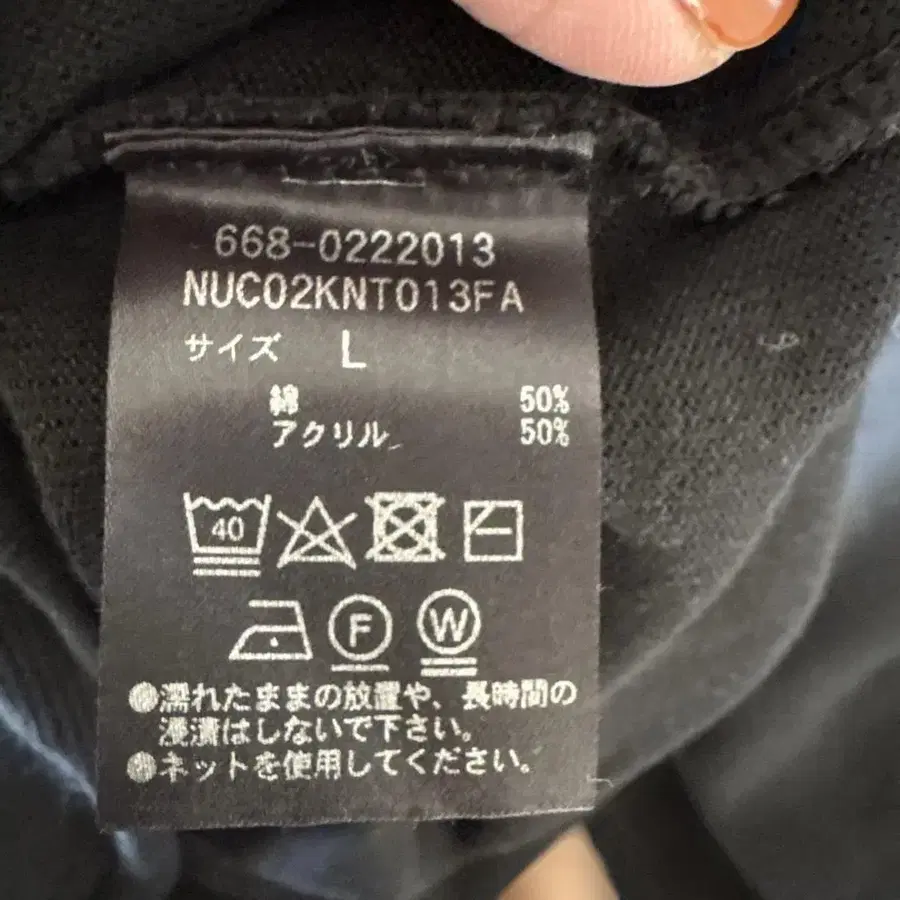 668-0222013
NUC02KNT013FA
サイズ L
綿 50%
アクリル 50%
40
F W
●濡れたままの放置や、長時間の
浸漬はしないで下さい。
●ネットを使用してください。